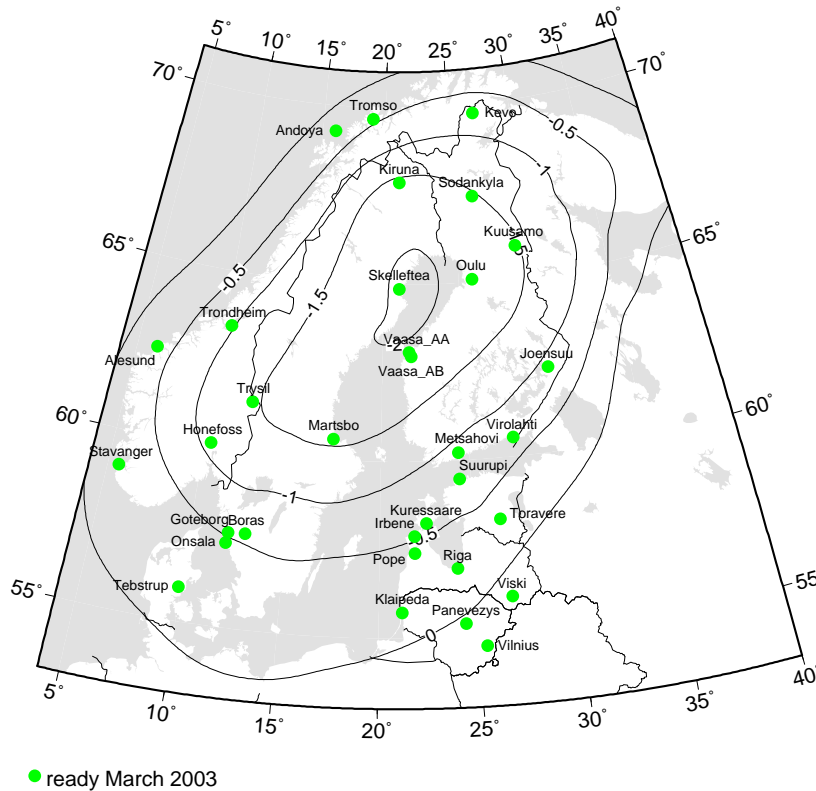 5° 10° 15° 20° 25° 30° 35° 40°
70° 70°
Tromso
Andoya
Kevo
-0.5
-1
Kiruna
Sodankyla
Kuusamo
65° 65°
-0.5
Skelleftea
Oulu
-1.5
Trondheim
-2
Vaasa_AA
Alesund
Joensuu
Vaasa_AB
Trysil
60° 60°
Honefoss
Martsbo
Virolahti
Metsahovi
Stavanger
Suurupi
-1
Kuressaare
Toravere
Goteborg Boras
Irbene
Onsala
-0.5
Pope
Riga
55° 55°
Tebstrup
Viski
Klaipeda
Panevezys
0
Vilnius
5° 10° 15° 20° 25° 30° 35° 40°
ready March 2003